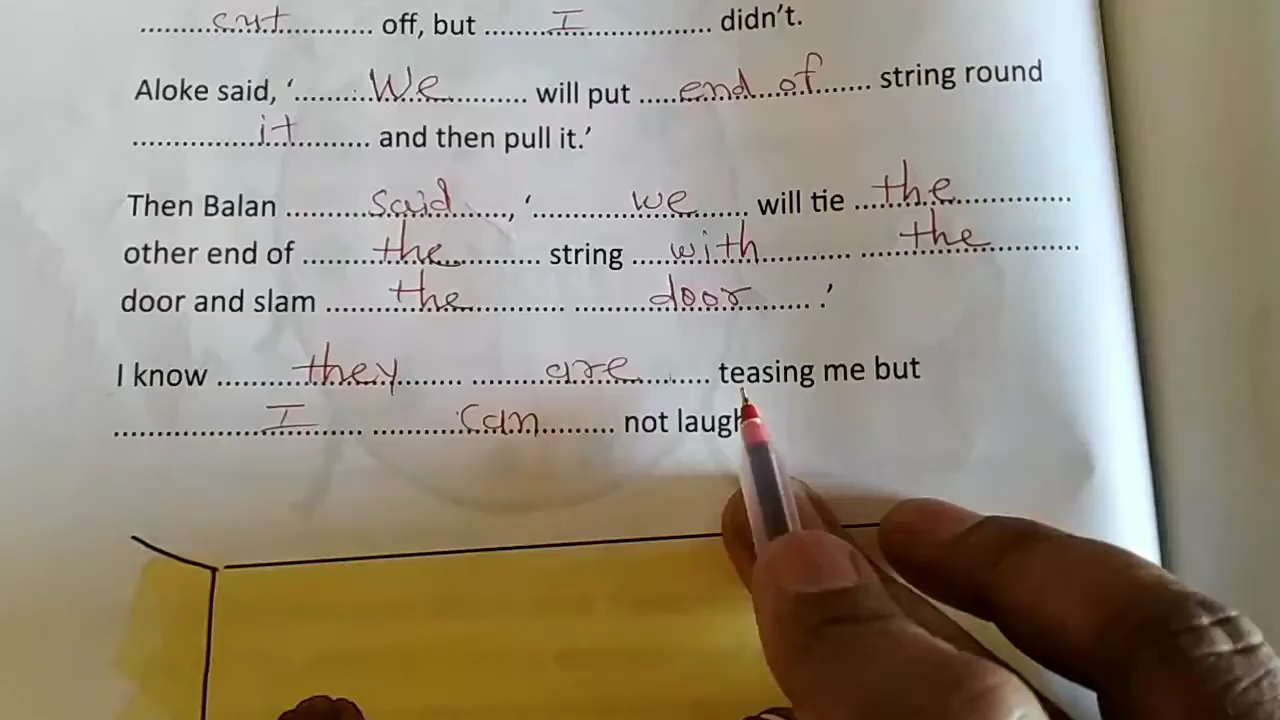 cut off, but I didn't.
Aloke said, 'We will put end of string round
it and then pull it.'
Then Balan said, 'we will tie the
other end of the string with the
door and slam the door.'
I know they are teasing me but
I can not laugh